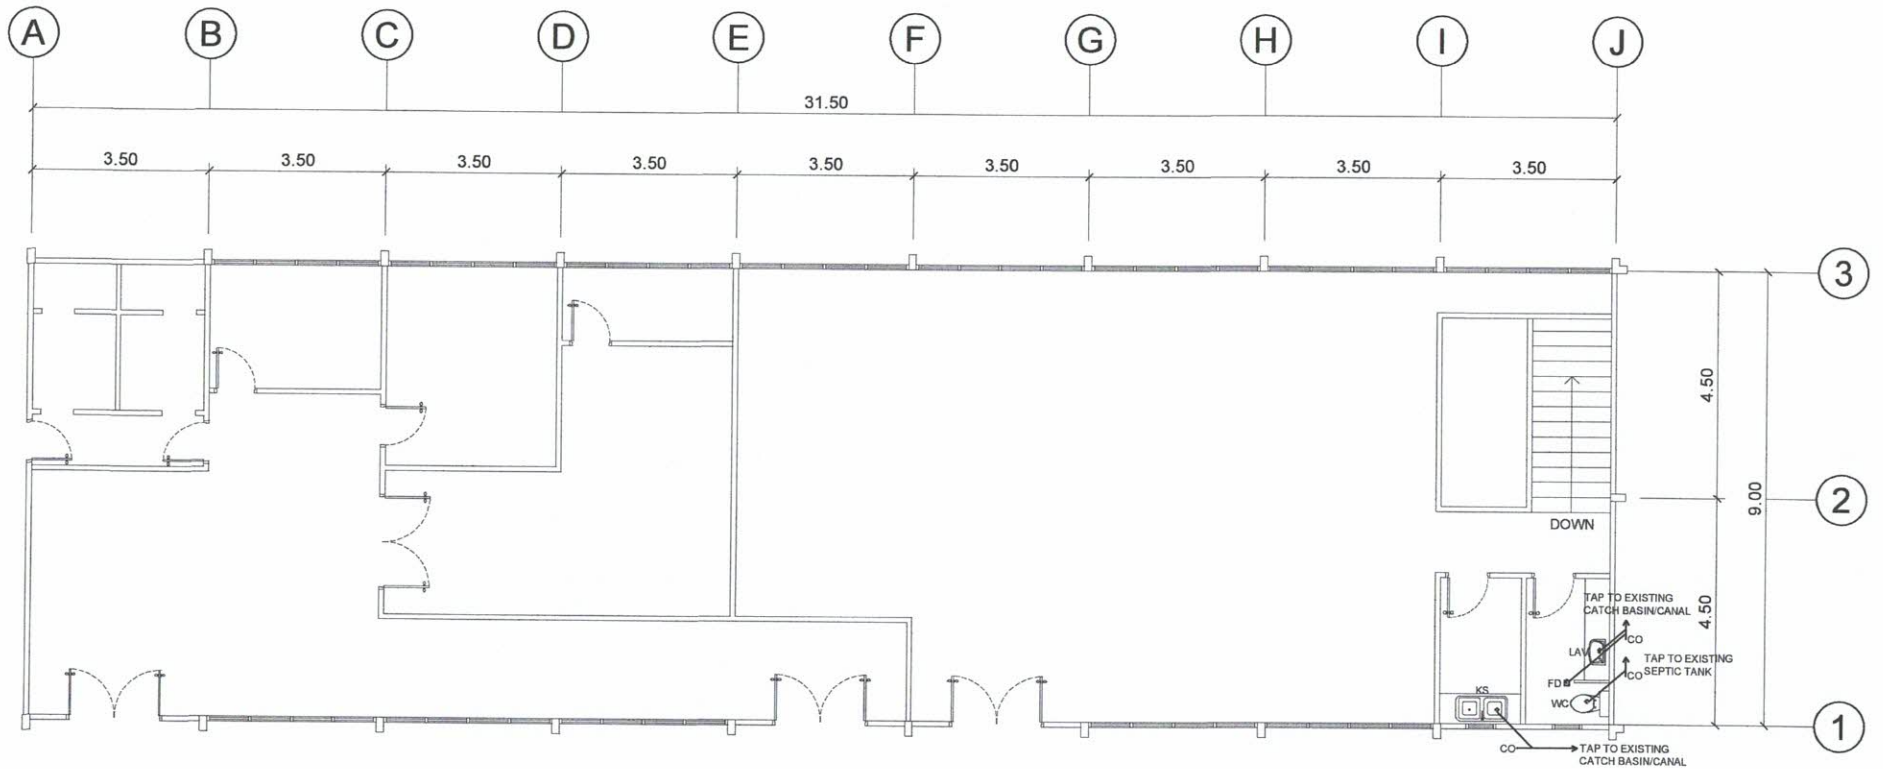 A B C D E F G H I J
31.50
3.50 3.50 3.50 3.50 3.50 3.50 3.50 3.50 3.50
3
4.50
2
9.00
DOWN
4.50
TAP TO EXISTING
CATCH BASIN/CANAL
CO
LAV
TAP TO EXISTING
SEPTIC TANK
CO
FD
KS
WC
1
CO
TAP TO EXISTING
CATCH BASIN/CANAL